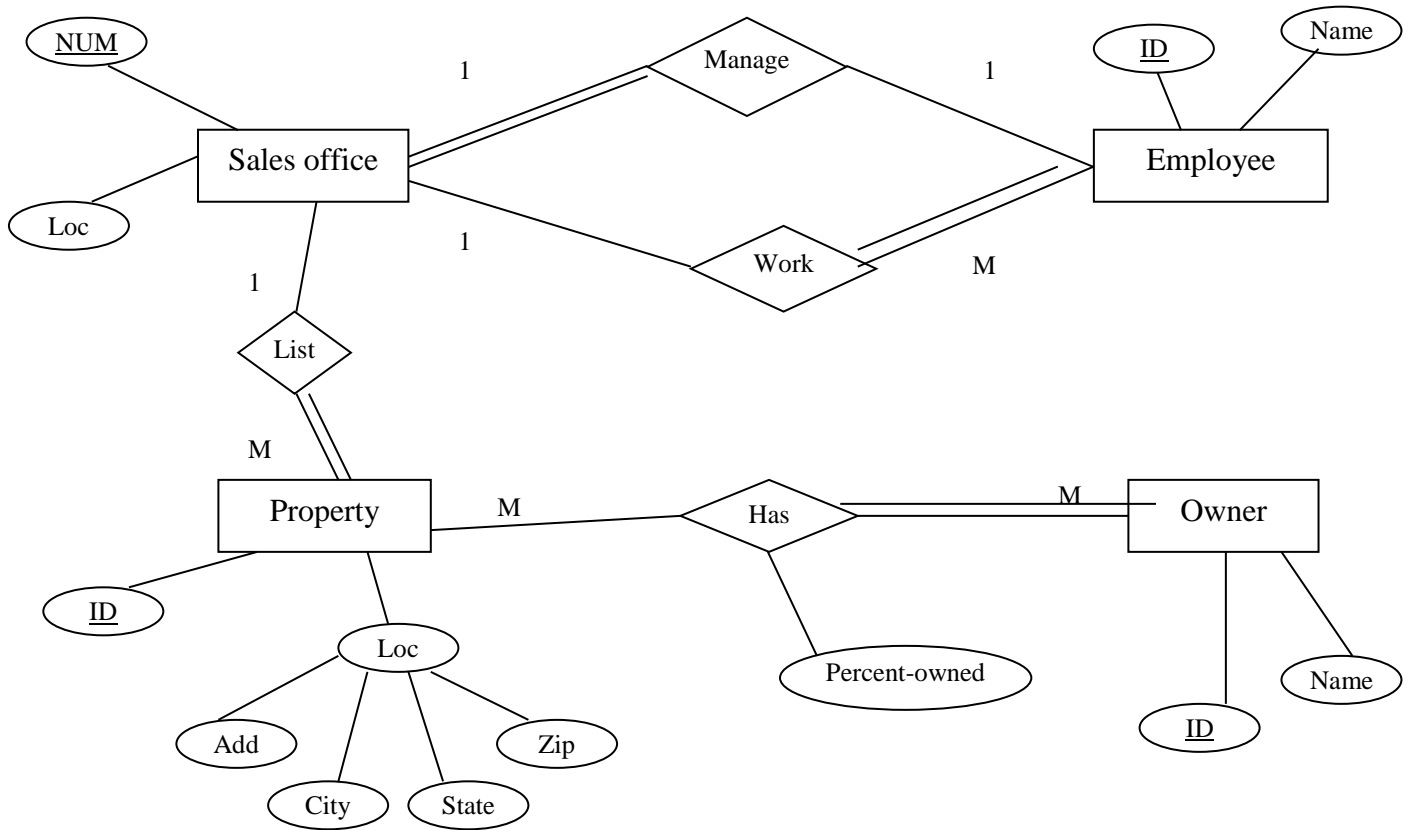 NUM
Manage
ID
Name
1
1
Sales office
Employee
Loc
1
Work
M
1
List
M
Property
M
Has
M
Owner
ID
Loc
Percent-owned
Name
Add
Zip
ID
City
State